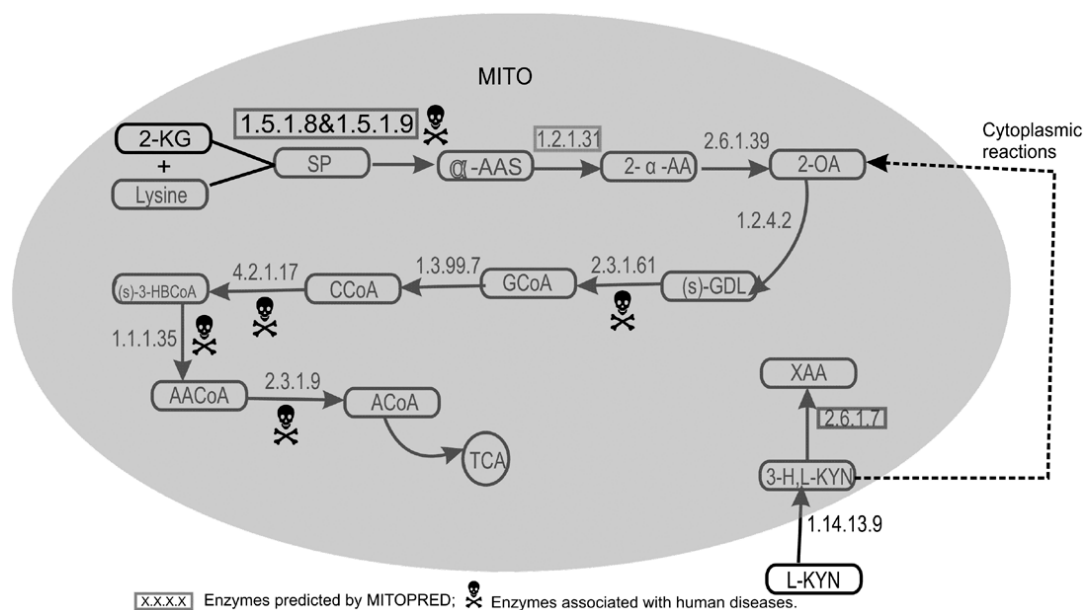 MITO
1.5.1.8&1.5.1.9
2-KG
+
Lysine
SP
α-AAS
1.2.1.31
2- α -AA
2.6.1.39
2-OA
Cytoplasmic
reactions
1.2.4.2
(s)-GDL
2.3.1.61
GCoA
1.3.99.7
CCoA
4.2.1.17
(s)-3-HBCoA
1.1.1.35
AACoA
2.3.1.9
ACoA
TCA
XAA
2.6.1.7
3-H,L-KYN
1.14.13.9
L-KYN
X.X.X.X Enzymes predicted by MITOPRED; Enzymes associated with human diseases.